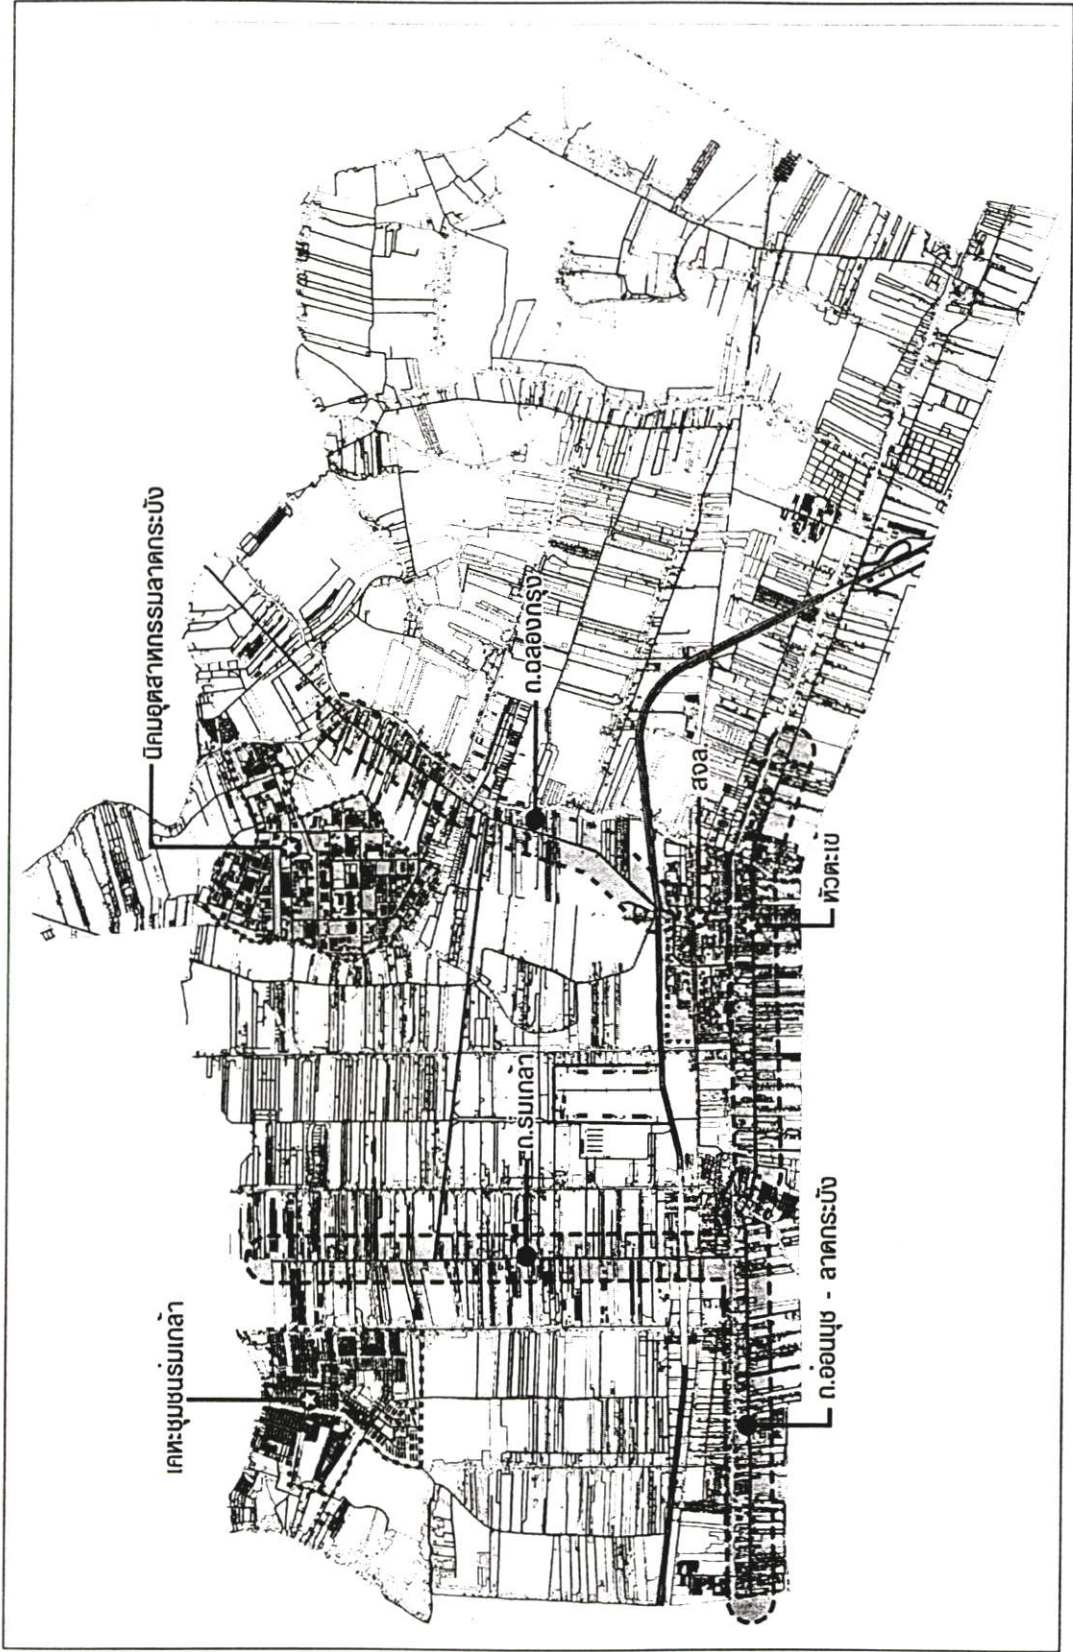 เคหะชุมชนร่มเกล้า
นิคมอุตสาหกรรมลาดกระบัง
ถ.ร่มเกล้า
ถ.ฉลองกรุง
สจล.
ถ.อ่อนนุช - ลาดกระบัง
หัวตะเข้